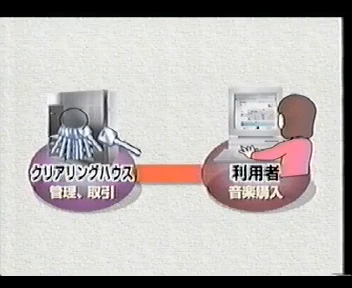 クリアリングハウス
管理、取引
利用者
音楽購入